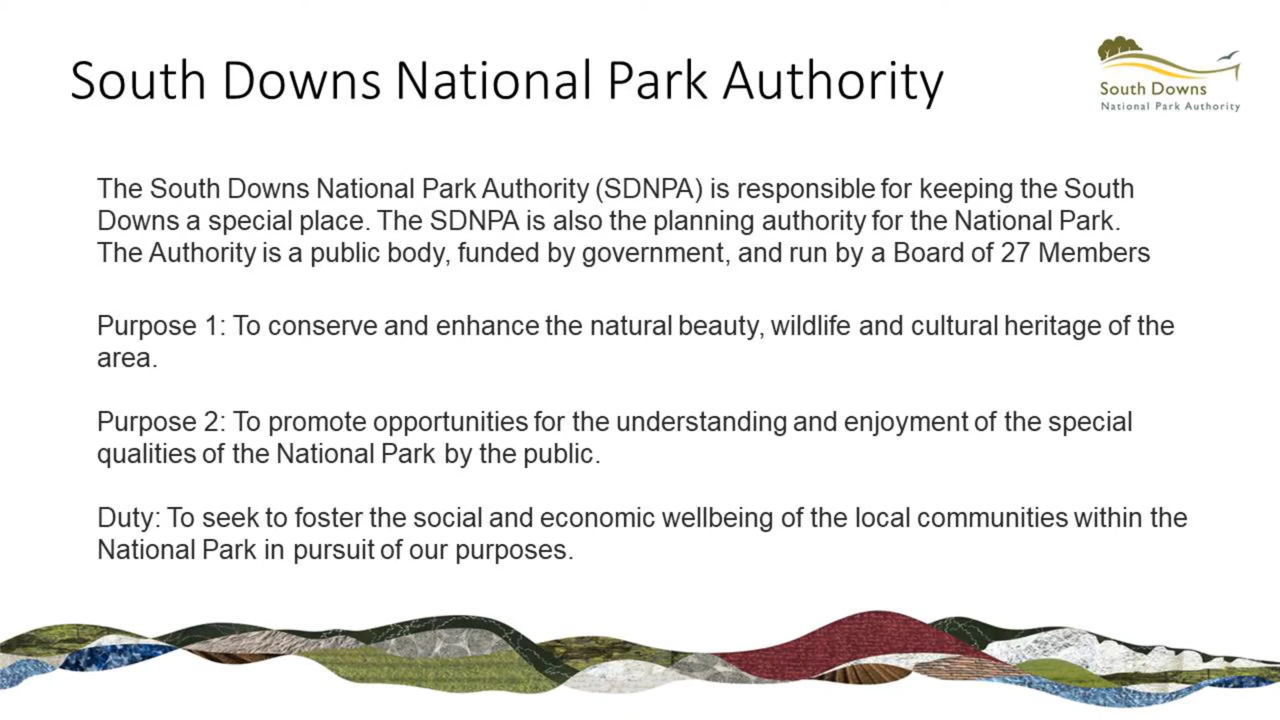 South Downs National Park Authority
South Downs
National Park Authority
The South Downs National Park Authority (SDNPA) is responsible for keeping the South
Downs a special place. The SDNPA is also the planning authority for the National Park.
The Authority is a public body, funded by government, and run by a Board of 27 Members
Purpose 1: To conserve and enhance the natural beauty, wildlife and cultural heritage of the
area.
Purpose 2: To promote opportunities for the understanding and enjoyment of the special
qualities of the National Park by the public.
Duty: To seek to foster the social and economic wellbeing of the local communities within the
National Park in pursuit of our purposes.